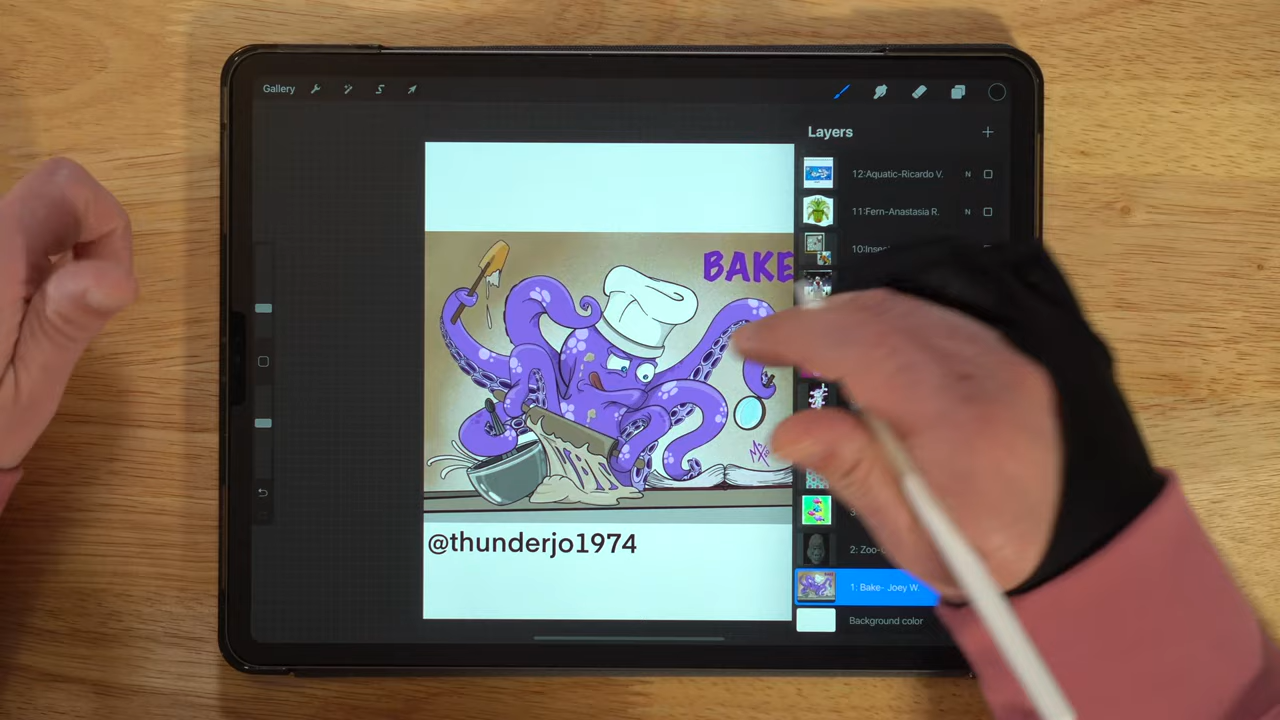 Gallery
Layers
12:Aquatic-Ricardo V.
N
11:Fern-Anastasia R.
N
BAKE
2: Zoo-
@thunderjo1974
1: Bake- Joey W.
Background color